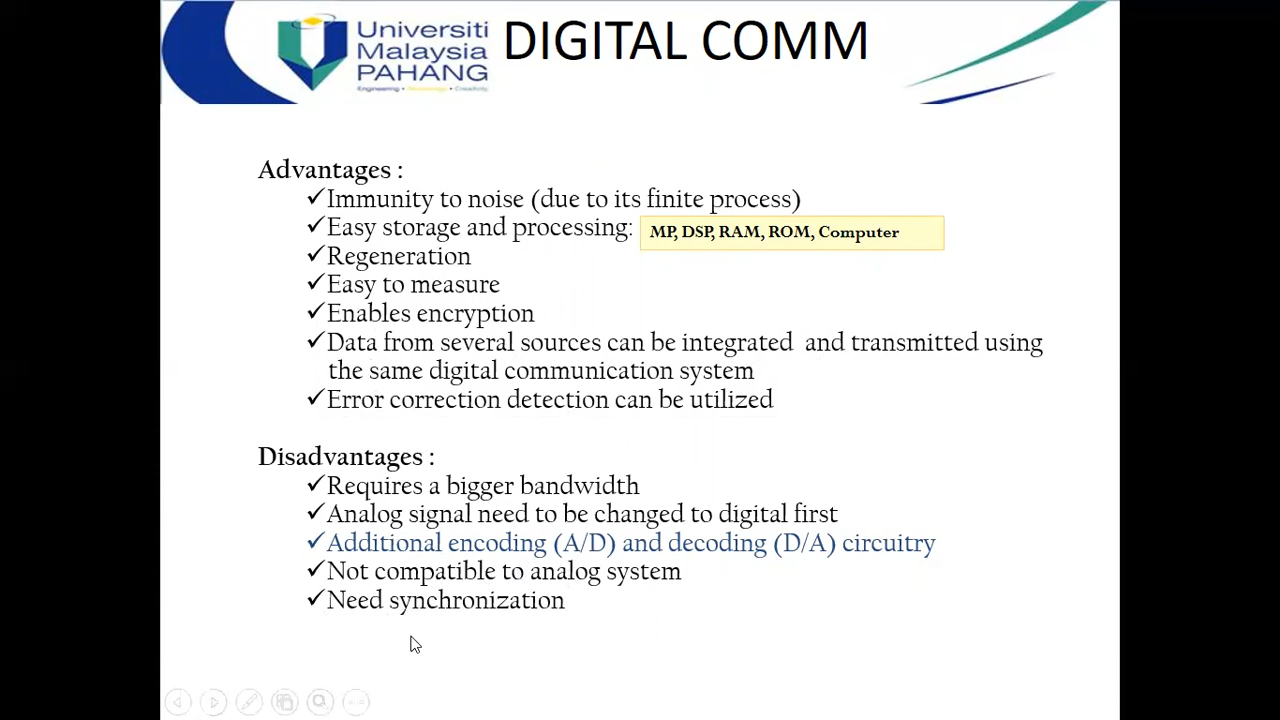 Universiti
Malaysia
PAHANG
Engineering • Technology • Creativity
DIGITAL COMM
Advantages :
✓Immunity to noise (due to its finite process)
✓Easy storage and processing: MP, DSP, RAM, ROM, Computer
✓Regeneration
✓Easy to measure
✓Enables encryption
✓Data from several sources can be integrated and transmitted using
the same digital communication system
✓Error correction detection can be utilized
Disadvantages :
✓Requires a bigger bandwidth
✓Analog signal need to be changed to digital first
✓Additional encoding (A/D) and decoding (D/A) circuitry
✓Not compatible to analog system
✓Need synchronization